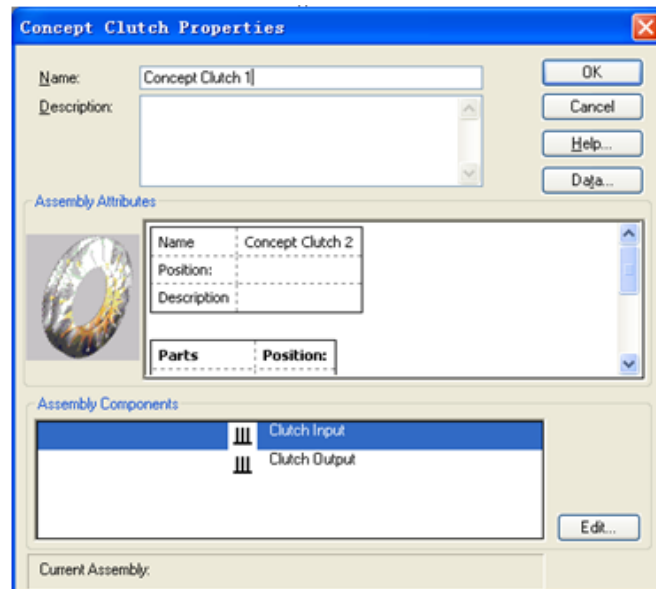 Concept Clutch Properties
Name: Concept Clutch 1 OK
Description: Cancel
Help...
Data...
Assembly Attributes
Name Concept Clutch 2
Position:
Description
Parts Position:
Assembly Components
Clutch Input
Clutch Output
Edit...
Current Assembly: